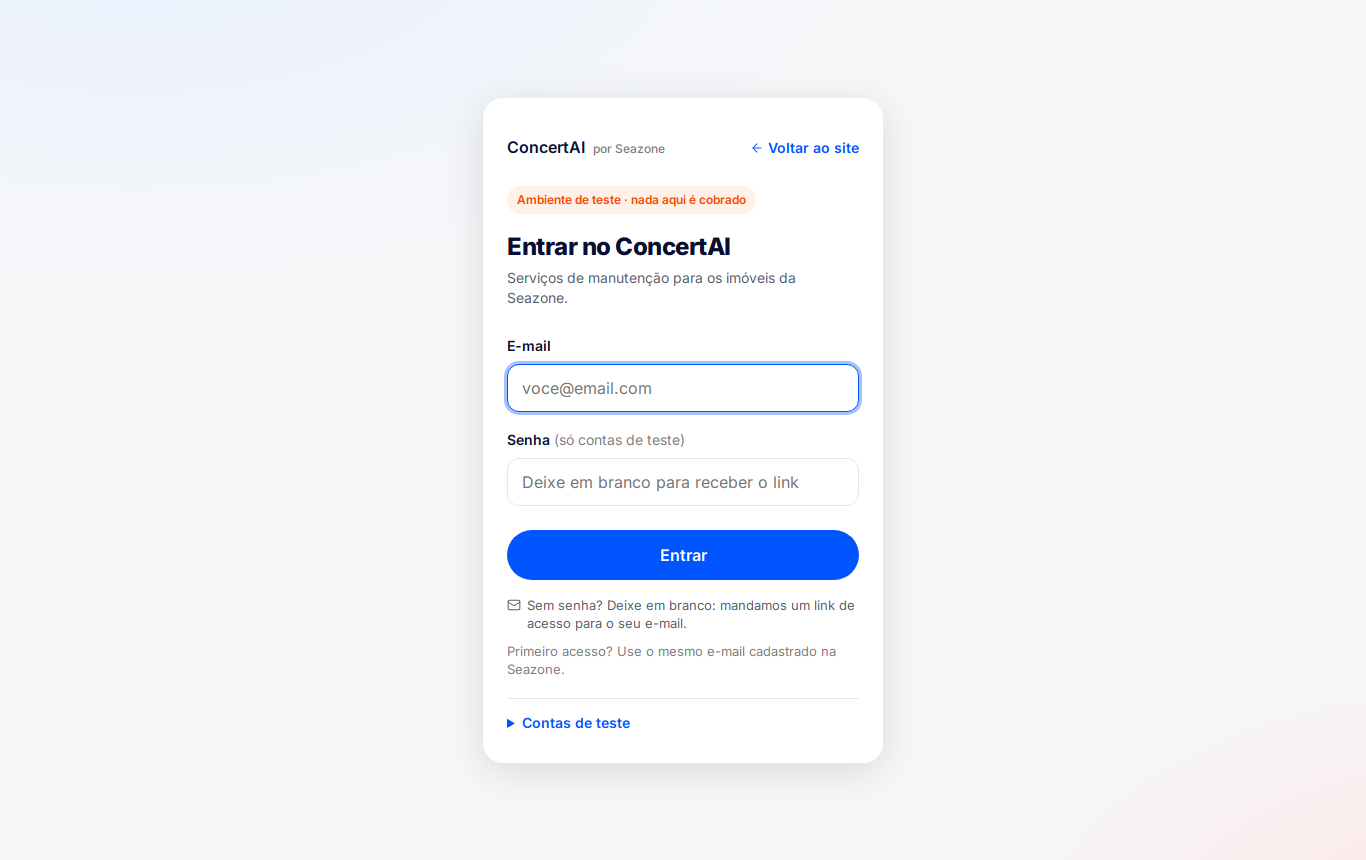 ConcertAI por Seazone
← Voltar ao site
Ambiente de teste · nada aqui é cobrado
Entrar no ConcertAI
Serviços de manutenção para os imóveis da
Seazone.
E-mail
voce@email.com
Senha (só contas de teste)
Deixe em branco para receber o link
Entrar
Sem senha? Deixe em branco: mandamos um link de
acesso para o seu e-mail.
Primeiro acesso? Use o mesmo e-mail cadastrado na
Seazone.
Contas de teste